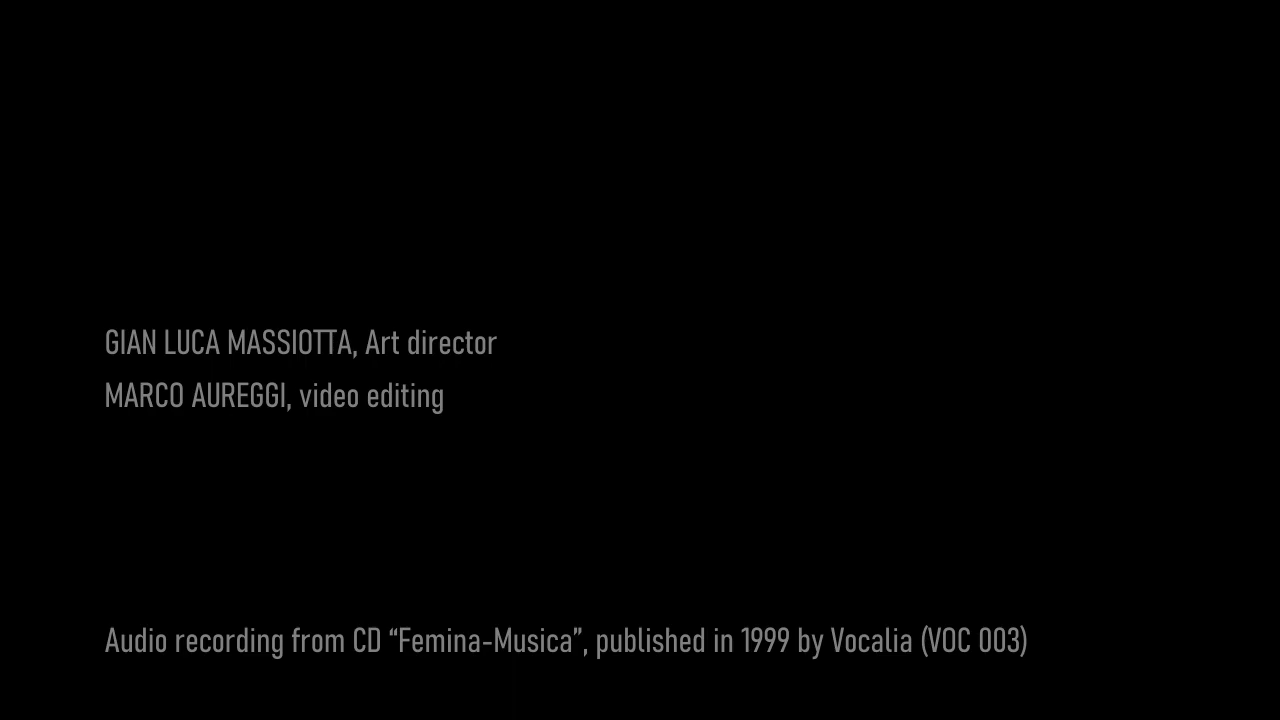 GIAN LUCA MASSIOTTA, Art director
MARCO AUREGGI, video editing
Audio recording from CD “Femina-Musica”, published in 1999 by Vocalia (VOC 003)